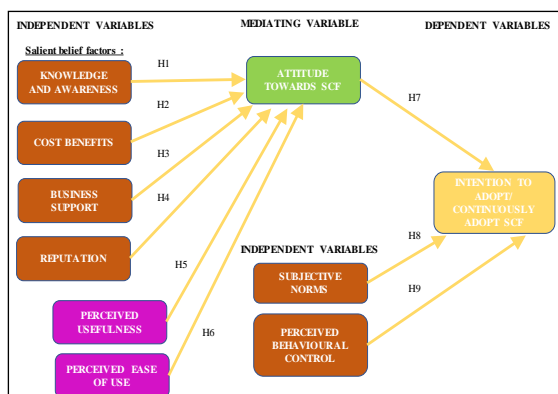 INDEPENDENT VARIABLES
MEDIATING VARIABLE
DEPENDENT VARIABLES
Salient belief factors :
KNOWLEDGE
AND AWARENESS
H1
ATTITUDE
TOWARDS SCF
H7
H2
COST BENEFITS
H3
BUSINESS
SUPPORT
H4
INTENTION TO
ADOPT/
CONTINUOUSLY
ADOPT SCF
REPUTATION
INDEPENDENT VARIABLES
H8
H5
SUBJECTIVE
NORMS
H9
PERCEIVED
USEFULNESS
H6
PERCEIVED
BEHAVIOURAL
CONTROL
PERCEIVED EASE
OF USE